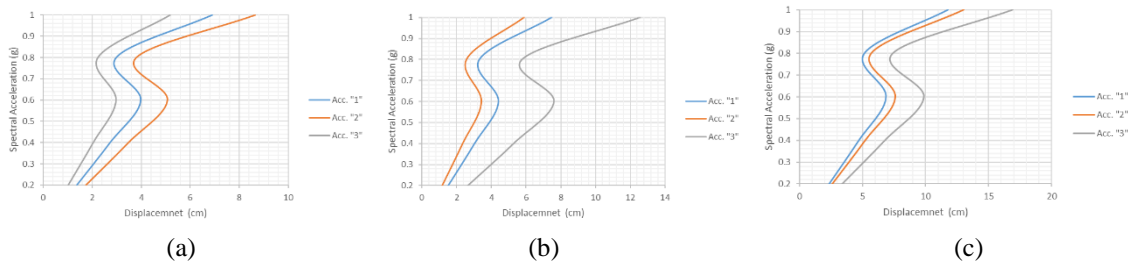 Spectral Acceleration (g)
1
0.9
0.8
0.7
0.6
0.5
0.4
0.3
0.2
0 2 4 6 8 10
Displacemnet (cm)
Acc. "1"
Acc. "2"
Acc. "3"
(a)
Spectral Acceleration (g)
1
0.9
0.8
0.7
0.6
0.5
0.4
0.3
0.2
0 2 4 6 8 10 12 14
Displacemnet (cm)
Acc. "1"
Acc. "2"
Acc. "3"
(b)
Spectral Acceleration (g)
1
0.9
0.8
0.7
0.6
0.5
0.4
0.3
0.2
0 5 10 15 20
Displacemnet (cm)
Acc. "1"
Acc. "2"
Acc. "3"
(c)